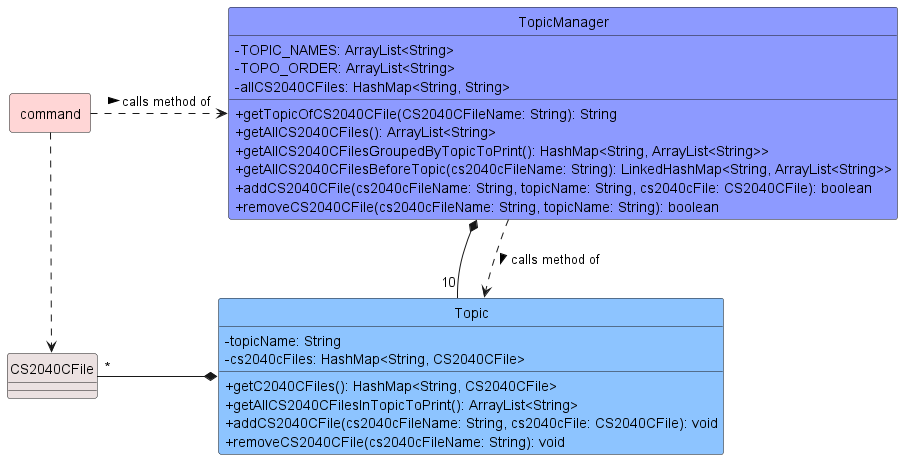 TopicManager
-TOPIC_NAMES: ArrayList<String>
-TOPO_ORDER: ArrayList<String>
-allCS2040CFiles: HashMap<String, String>
+getTopicOfCS2040CFile(CS2040CFileName: String): String
+getAllCS2040CFiles(): ArrayList<String>
+getAllCS2040CFilesGroupedByTopicToPrint(): HashMap<String, ArrayList<String>>
+getAllCS2040CFilesBeforeTopic(cs2040cFileName: String): LinkedHashMap<String, ArrayList<String>>
+addCS2040CFile(cs2040cFileName: String, topicName: String, cs2040cFile: CS2040CFile): boolean
+removeCS2040CFile(cs2040cFileName: String, topicName: String): boolean
command
calls method of
calls method of
10
Topic
-topicName: String
-cs2040cFiles: HashMap<String, CS2040CFile>
+getC2040CFiles(): HashMap<String, CS2040CFile>
+getAllCS2040CFilesInTopicToPrint(): ArrayList<String>
+addCS2040CFile(cs2040cFileName: String, cs2040cFile: CS2040CFile): void
+removeCS2040CFile(cs2040cFileName: String): void
CS2040CFile
*